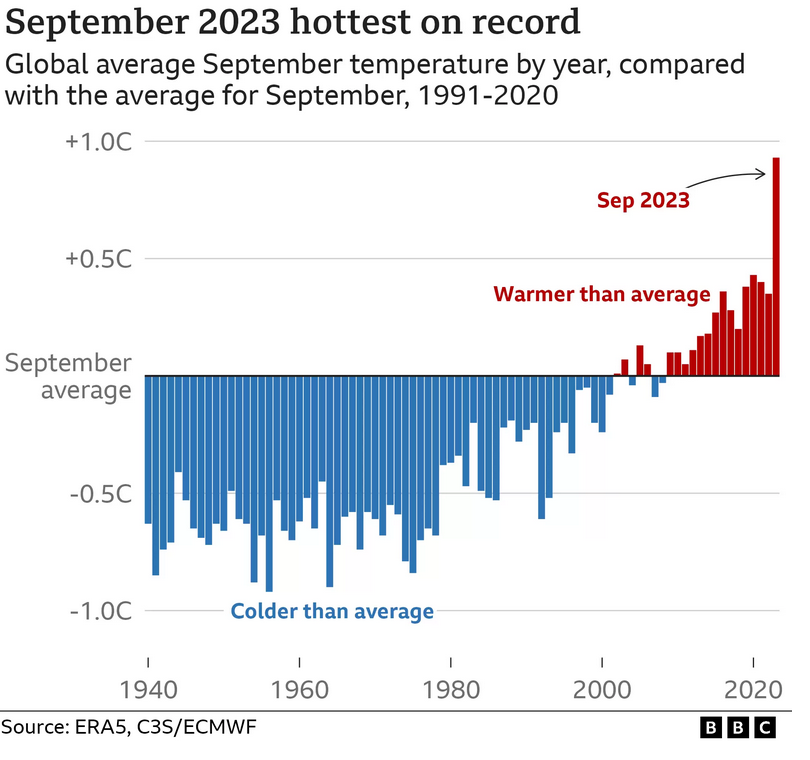 September 2023 hottest on record
Global average September temperature by year, compared
with the average for September, 1991-2020
+1.0C
Sep 2023
+0.5C
Warmer than average
September
average
-0.5C
-1.0C
Colder than average
1940
1960
1980
2000
2020
Source: ERA5, C3S/ECMWF
BBC